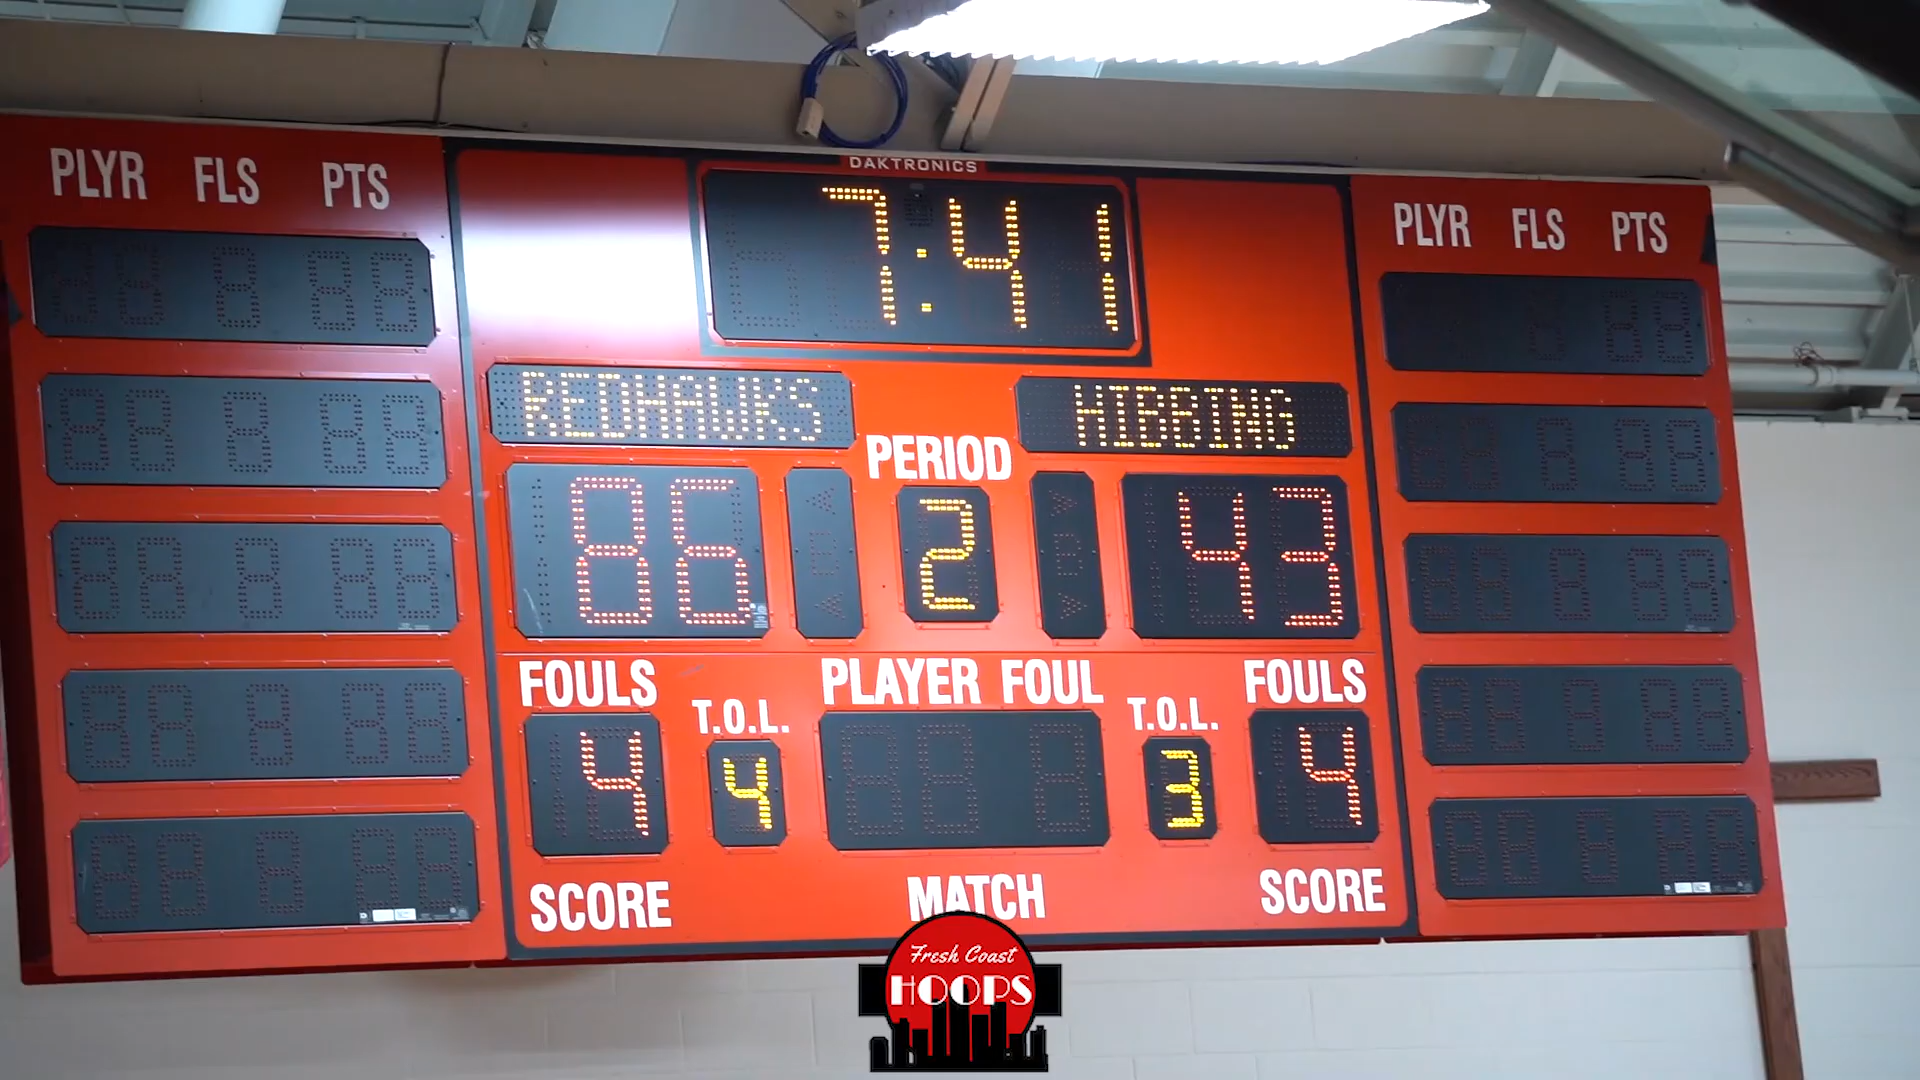 DAKTRONICS
PLYR FLS PTS
7:41
PLYR FLS PTS
REDHAWKS
HIBBING
PERIOD
86
2
43
FOULS
T.O.L.
PLAYER FOUL
T.O.L.
FOULS
4
4
3
4
SCORE
MATCH
SCORE
Fresh Coast
HOOPS